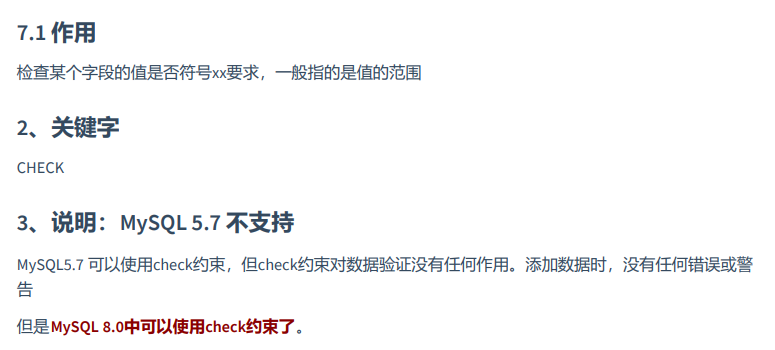 7.1 作用
检查某个字段的值是否符号xx要求，一般指的是值的范围
2、关键字
CHECK
3、说明：MySQL 5.7 不支持
MySQL5.7 可以使用check约束，但check约束对数据验证没有任何作用。添加数据时，没有任何错误或警
告
但是MySQL 8.0中可以使用check约束了。